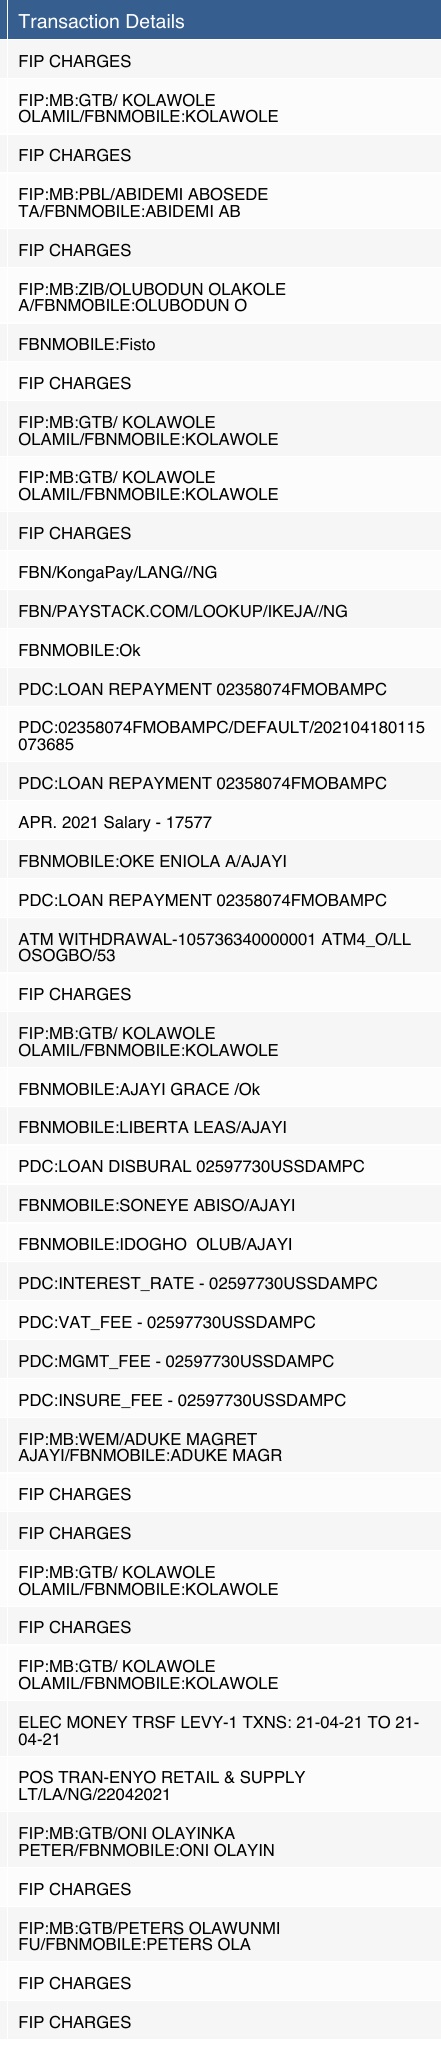 Transaction Details
FIP CHARGES
FIP:MB:GTB/ KOLAWOLE
OLAMIL/FBNMOBILE:KOLAWOLE
FIP CHARGES
FIP:MB:PBL/ABIDEMI ABOSEDE
TA/FBNMOBILE:ABIDEMI AB
FIP CHARGES
FIP:MB:ZIB/OLUBODUN OLAKOLE
A/FBNMOBILE:OLUBODUN O
FBNMOBILE:Fisto
FIP CHARGES
FIP:MB:GTB/ KOLAWOLE
OLAMIL/FBNMOBILE:KOLAWOLE
FIP:MB:GTB/ KOLAWOLE
OLAMIL/FBNMOBILE:KOLAWOLE
FIP CHARGES
FBN/KongaPay/LANG//NG
FBN/PAYSTACK.COM/LOOKUP/IKEJA//NG
FBNMOBILE:Ok
PDC:LOAN REPAYMENT 02358074FMOBAMPC
PDC:02358074FMOBAMPC/DEFAULT/202104180115
073685
PDC:LOAN REPAYMENT 02358074FMOBAMPC
APR. 2021 Salary - 17577
FBNMOBILE:OKE ENIOLA A/AJAYI
PDC:LOAN REPAYMENT 02358074FMOBAMPC
ATM WITHDRAWAL-105736340000001 ATM4_O/LL
OSOGBO/53
FIP CHARGES
FIP:MB:GTB/ KOLAWOLE
OLAMIL/FBNMOBILE:KOLAWOLE
FBNMOBILE:AJAYI GRACE /Ok
FBNMOBILE:LIBERTA LEAS/AJAYI
PDC:LOAN DISBURAL 02597730USSDAMPC
FBNMOBILE:SONEYE ABISO/AJAYI
FBNMOBILE:IDOGHO  OLUB/AJAYI
PDC:INTEREST_RATE - 02597730USSDAMPC
PDC:VAT_FEE - 02597730USSDAMPC
PDC:MGMT_FEE - 02597730USSDAMPC
PDC:INSURE_FEE - 02597730USSDAMPC
FIP:MB:WEM/ADUKE MAGRET
AJAYI/FBNMOBILE:ADUKE MAGR
FIP CHARGES
FIP CHARGES
FIP:MB:GTB/ KOLAWOLE
OLAMIL/FBNMOBILE:KOLAWOLE
FIP CHARGES
FIP:MB:GTB/ KOLAWOLE
OLAMIL/FBNMOBILE:KOLAWOLE
ELEC MONEY TRSF LEVY-1 TXNS: 21-04-21 TO 21-
04-21
POS TRAN-ENYO RETAIL & SUPPLY
LT/LA/NG/22042021
FIP:MB:GTB/ONI OLAYINKA
PETER/FBNMOBILE:ONI OLAYIN
FIP CHARGES
FIP:MB:GTB/PETERS OLAWUNMI
FU/FBNMOBILE:PETERS OLA
FIP CHARGES
FIP CHARGES